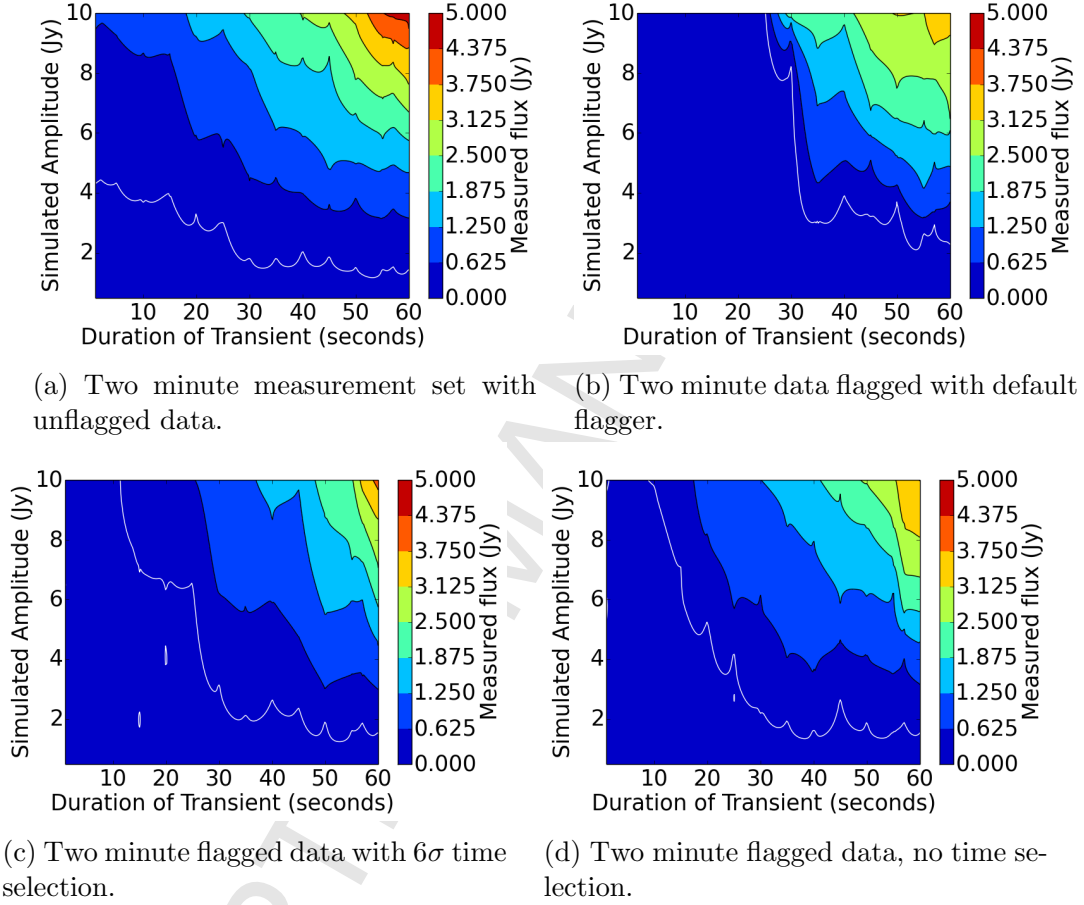 10
8
6
4
2
10 20 30 40 50 60
Simulated Amplitude (Jy)
Duration of Transient (seconds)
5.000
4.375
3.750
3.125
2.500
1.875
1.250
0.625
0.000
Measured flux (Jy)
10
8
6
4
2
10 20 30 40 50 60
Simulated Amplitude (Jy)
Duration of Transient (seconds)
5.000
4.375
3.750
3.125
2.500
1.875
1.250
0.625
0.000
Measured flux (Jy)
(a) Two minute measurement set with
unflagged data.
(b) Two minute data flagged with default
flagger.
10
8
6
4
2
10 20 30 40 50 60
Simulated Amplitude (Jy)
Duration of Transient (seconds)
5.000
4.375
3.750
3.125
2.500
1.875
1.250
0.625
0.000
Measured flux (Jy)
10
8
6
4
2
10 20 30 40 50 60
Simulated Amplitude (Jy)
Duration of Transient (seconds)
5.000
4.375
3.750
3.125
2.500
1.875
1.250
0.625
0.000
Measured flux (Jy)
(c) Two minute flagged data with 6σ time
selection.
(d) Two minute flagged data, no time se-
lection.